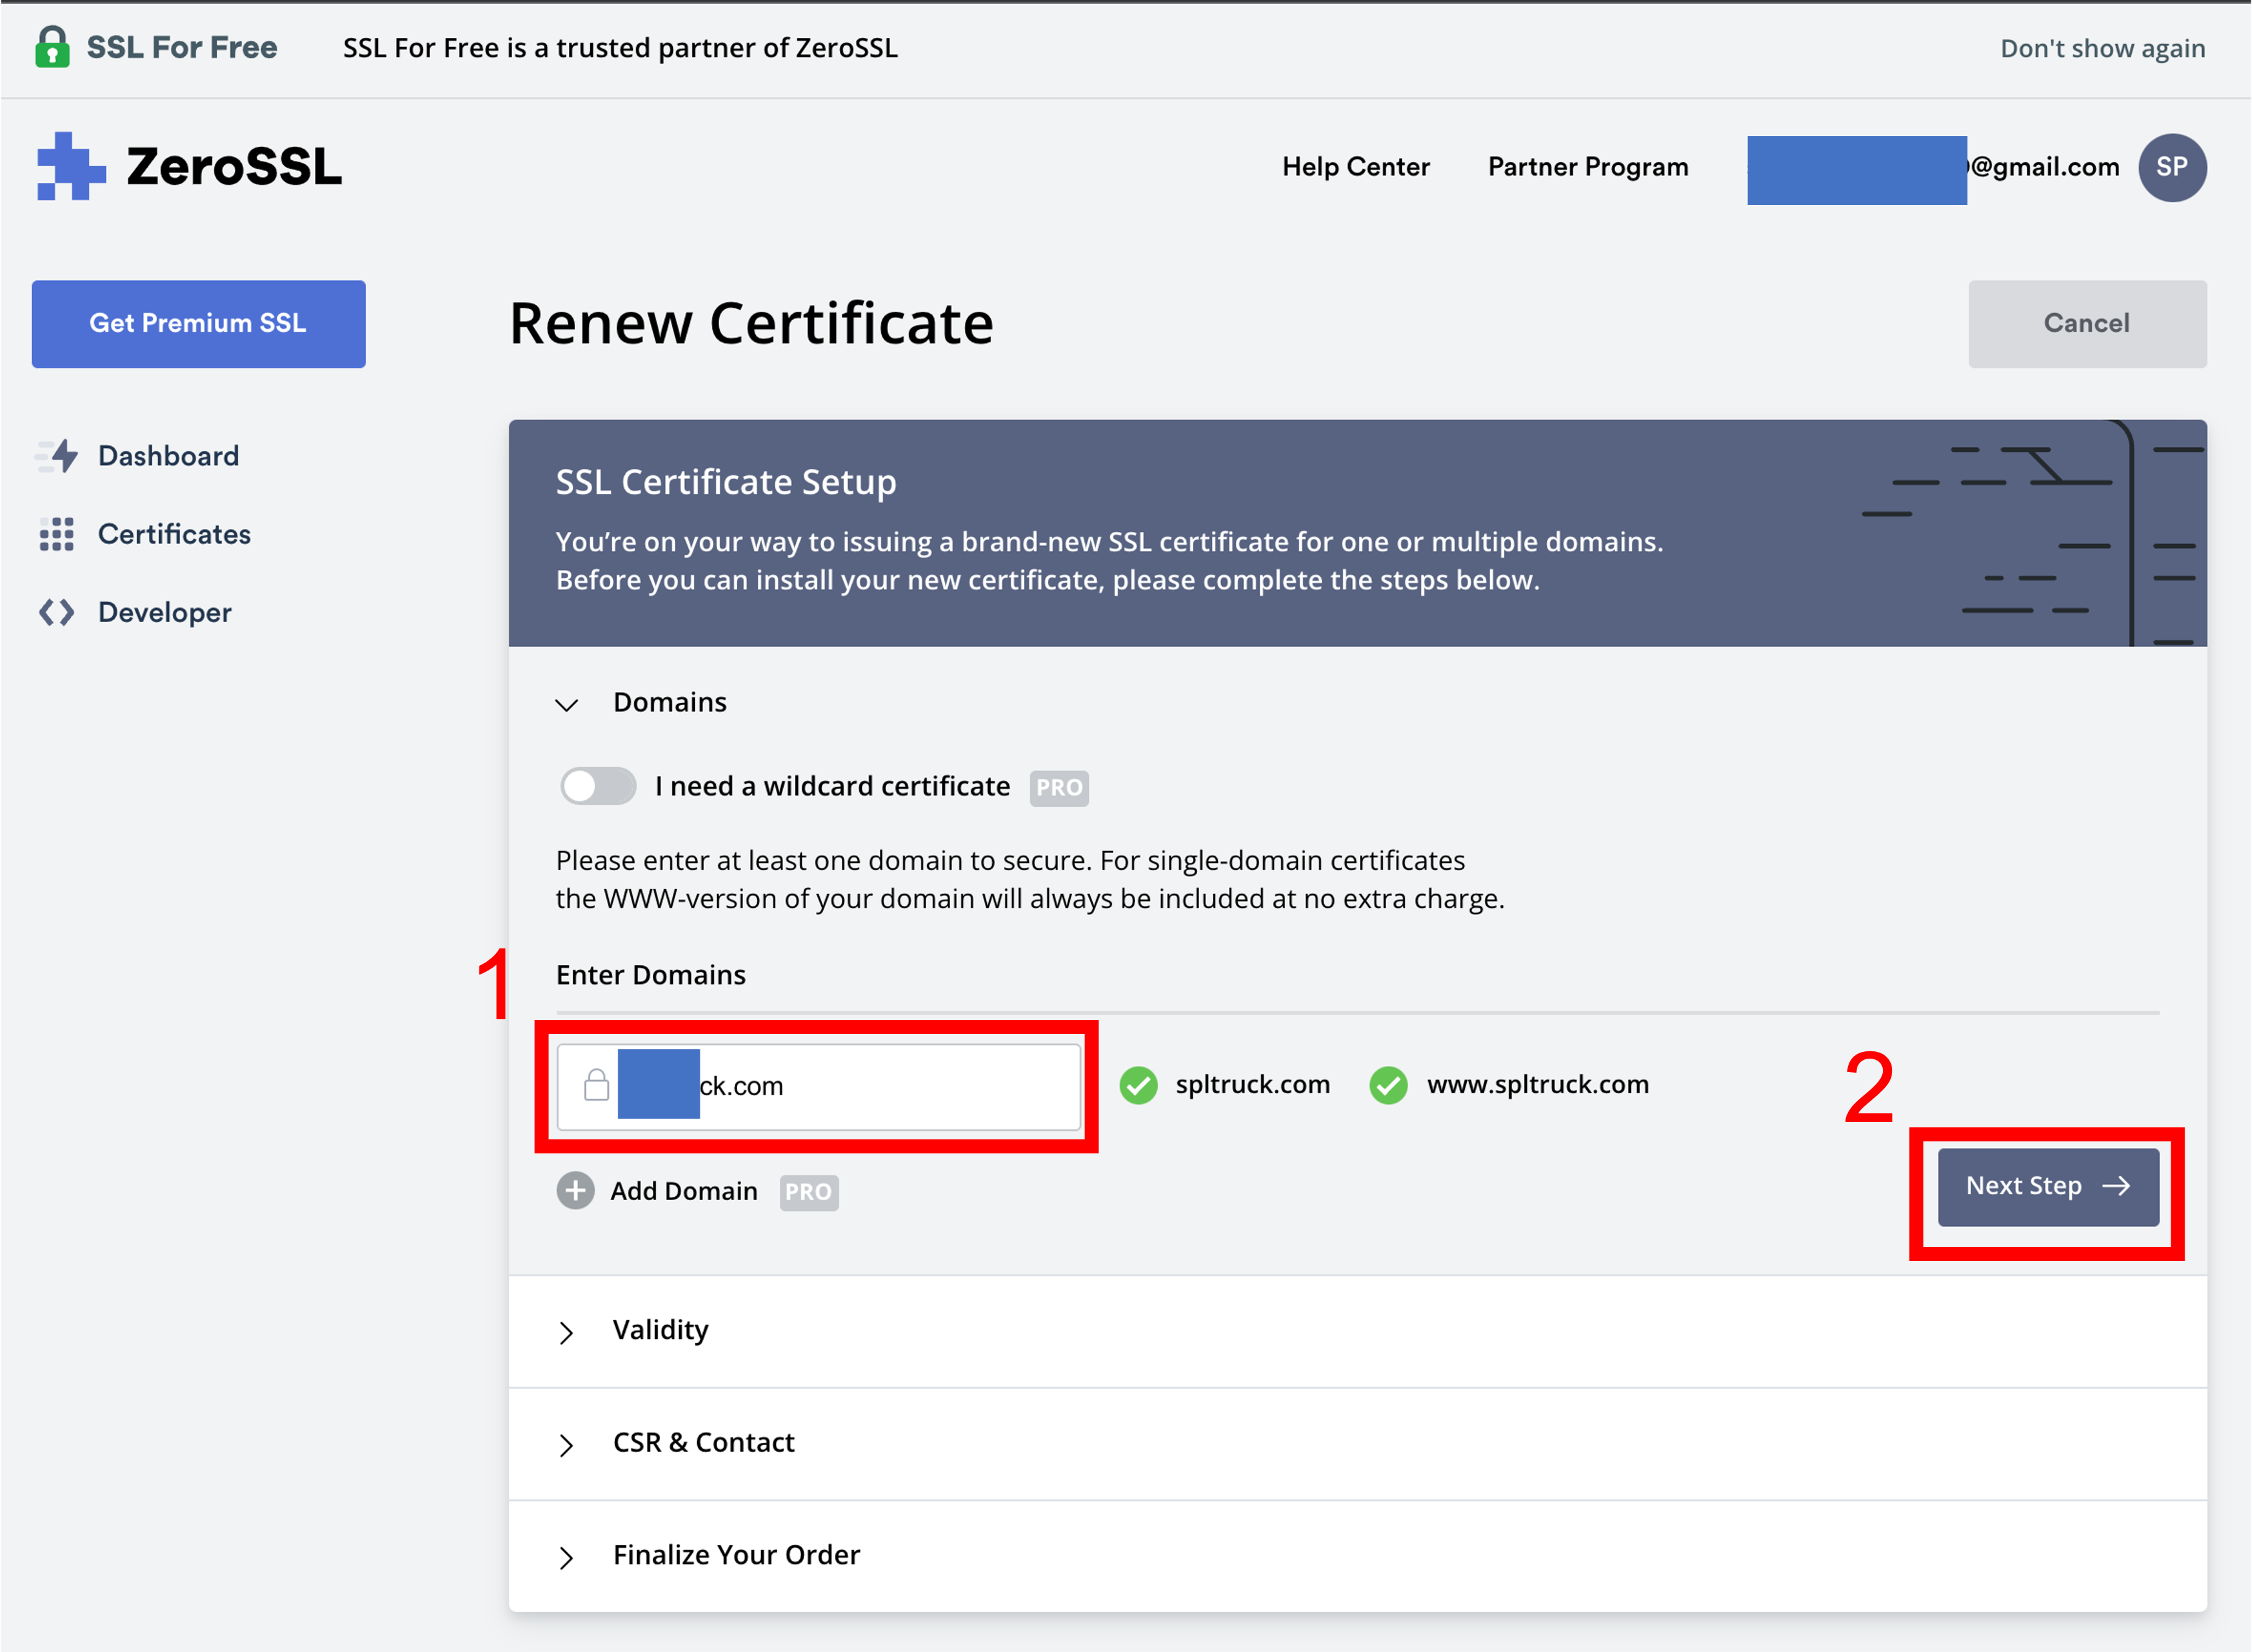 SSL For Free
SSL For Free is a trusted partner of ZeroSSL
Don't show again
ZeroSSL
Help Center
Partner Program
@gmail.com
SP
Get Premium SSL
Renew Certificate
Cancel
Dashboard
Certificates
Developer
SSL Certificate Setup
You’re on your way to issuing a brand-new SSL certificate for one or multiple domains.
Before you can install your new certificate, please complete the steps below.
Domains
I need a wildcard certificate PRO
Please enter at least one domain to secure. For single-domain certificates
the WWW-version of your domain will always be included at no extra charge.
1
Enter Domains
ck.com
spltruck.com
www.spltruck.com
2
Add Domain PRO
Next Step →
Validity
CSR & Contact
Finalize Your Order